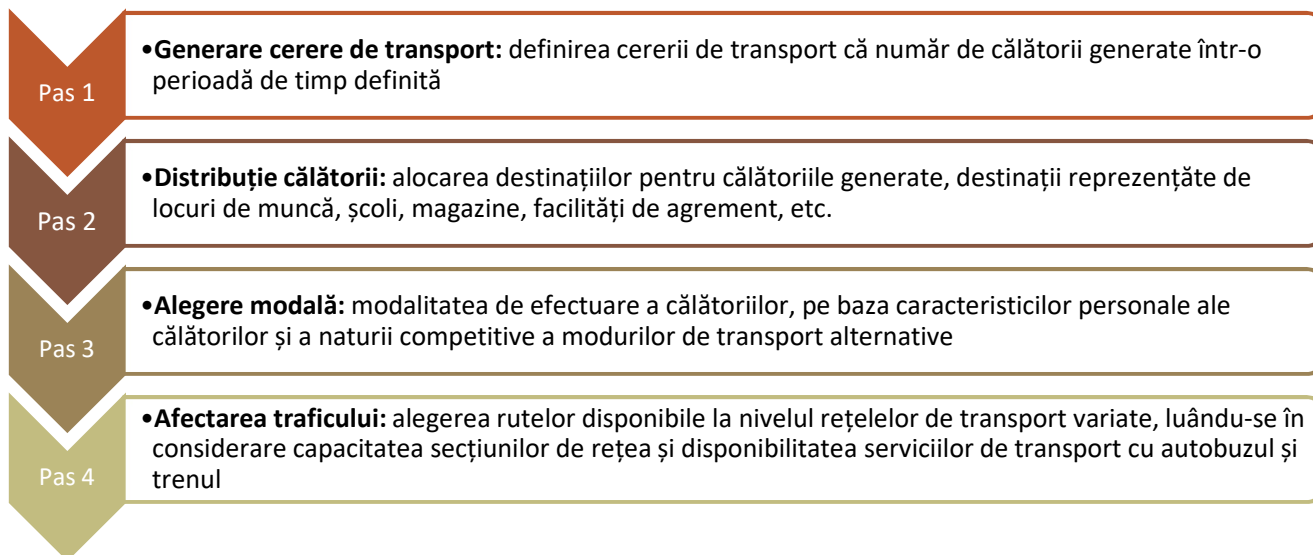 Pas 1
•Generare cerere de transport: definirea cererii de transport că număr de călătorii generate într-o
perioadă de timp definită
Pas 2
•Distribuție călătorii: alocarea destinațiilor pentru călătoriile generate, destinații reprezențăte de
locuri de muncă, școli, magazine, facilități de agrement, etc.
Pas 3
•Alegere modală: modalitatea de efectuare a călătoriilor, pe baza caracteristicilor personale ale
călătorilor și a naturii competitive a modurilor de transport alternative
Pas 4
•Afectarea traficului: alegerea rutelor disponibile la nivelul rețelelor de transport variate, luându-se în
considerare capacitatea secțiunilor de rețea și disponibilitatea serviciilor de transport cu autobuzul și
trenul